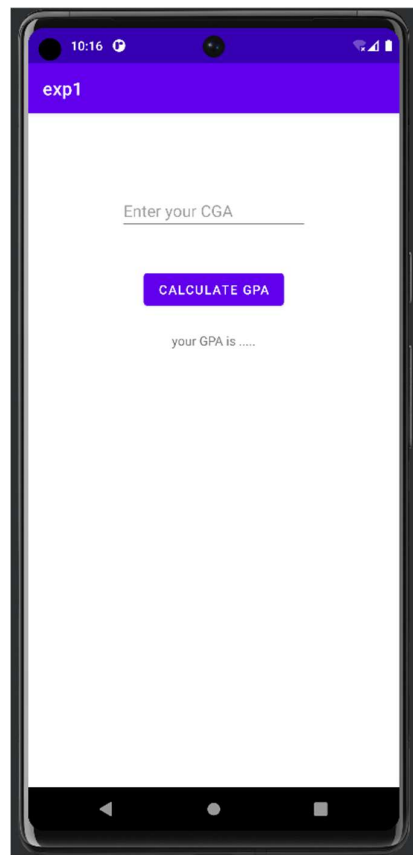 10:16
exp1
Enter your CGA
CALCULATE GPA
your GPA is .....